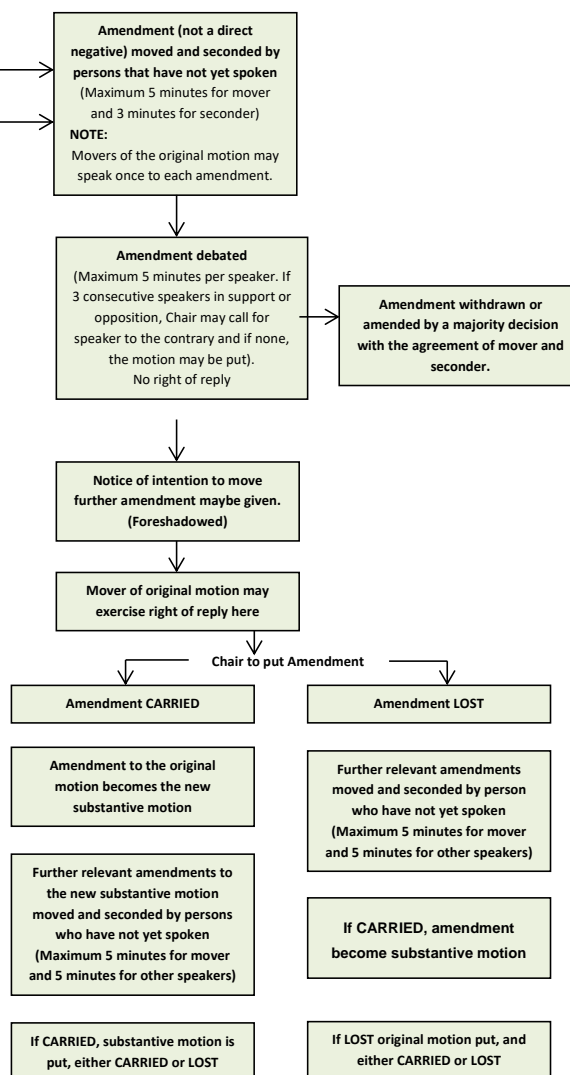 Amendment (not a direct
negative) moved and seconded by
persons that have not yet spoken
(Maximum 5 minutes for mover
and 3 minutes for seconder)
NOTE:
Movers of the original motion may
speak once to each amendment.
Amendment debated
(Maximum 5 minutes per speaker. If
3 consecutive speakers in support or
opposition, Chair may call for
speaker to the contrary and if none,
the motion may be put).
No right of reply
Amendment withdrawn or
amended by a majority decision
with the agreement of mover and
seconder.
Notice of intention to move
further amendment maybe given.
(Foreshadowed)
Mover of original motion may
exercise right of reply here
Chair to put Amendment
Amendment CARRIED
Amendment to the original
motion becomes the new
substantive motion
Further relevant amendments to
the new substantive motion
moved and seconded by persons
who have not yet spoken
(Maximum 5 minutes for mover
and 5 minutes for other speakers)
If CARRIED, substantive motion is
put, either CARRIED or LOST
Amendment LOST
Further relevant amendments
moved and seconded by person
who have not yet spoken
(Maximum 5 minutes for mover
and 5 minutes for other speakers)
If CARRIED, amendment
become substantive motion
If LOST original motion put, and
either CARRIED or LOST